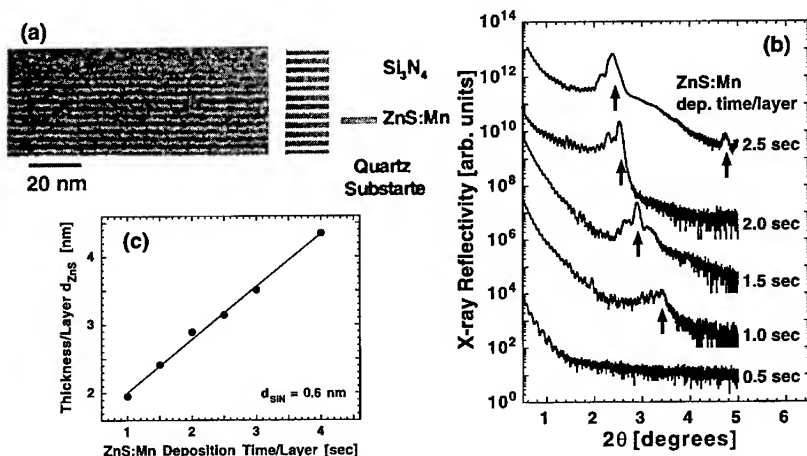 (a)
Si3N4
ZnS:Mn
Quartz
Substarte
20 nm
(b)
10^14
10^12
10^10
10^8
10^6
10^4
10^2
10^0
X-ray Reflectivity [arb. units]
ZnS:Mn
dep. time/layer
2.5 sec
2.0 sec
1.5 sec
1.0 sec
0.5 sec
1 2 3 4 5 6
2θ [degrees]
(c)
4
3
2
Thickness/Layer d_ZnS [nm]
d_SiN = 0.6 nm
1 2 3 4
ZnS:Mn Deposition Time/Layer [sec]